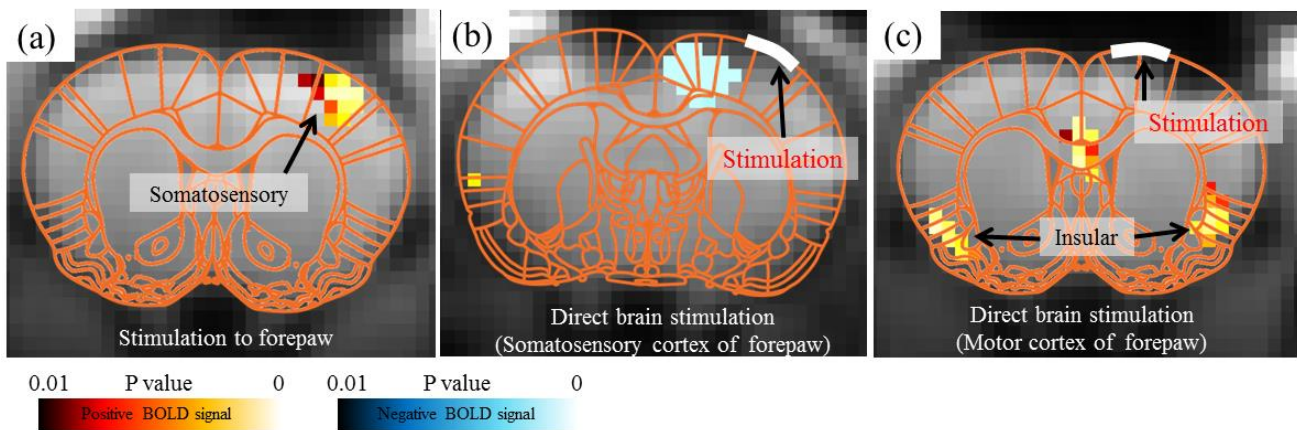 (a)
Somatosensory
Stimulation to forepaw
(b)
Stimulation
Direct brain stimulation
(Somatosensory cortex of forepaw)
(c)
Stimulation
Insular
Direct brain stimulation
(Motor cortex of forepaw)
0.01 P value 0
Positive BOLD signal
0.01 P value 0
Negative BOLD signal